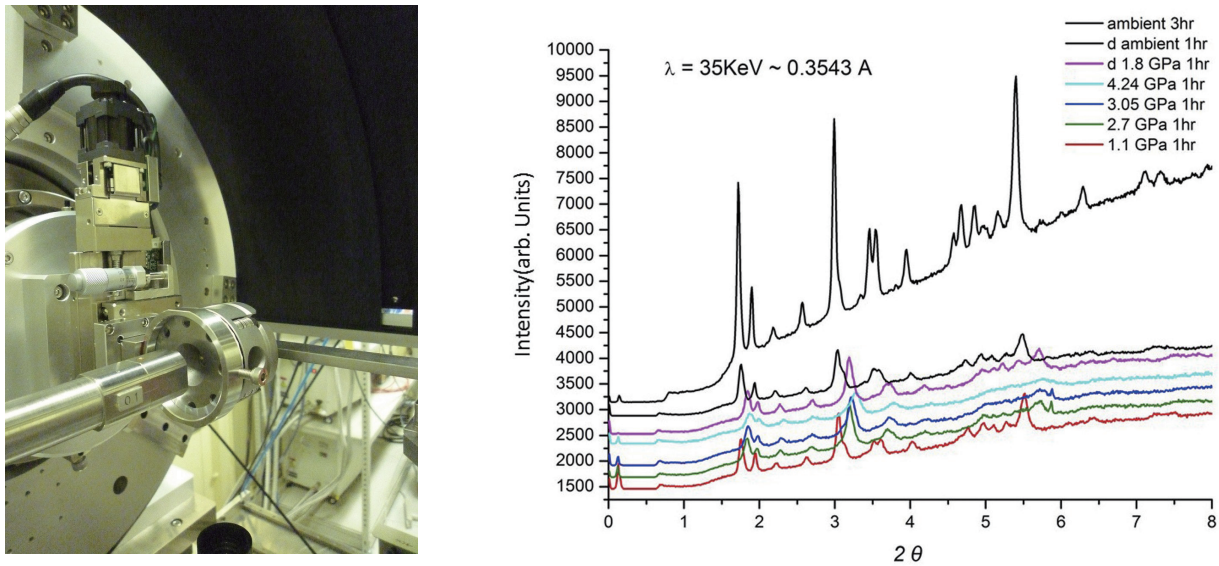 01
ambient 3hr
d ambient 1hr
d 1.8 GPa 1hr
4.24 GPa 1hr
3.05 GPa 1hr
2.7 GPa 1hr
1.1 GPa 1hr
λ = 35KeV ~ 0.3543 A
Intensity(arb. Units)
10000
9500
9000
8500
8000
7500
7000
6500
6000
5500
5000
4500
4000
3500
3000
2500
2000
1500
0 1 2 3 4 5 6 7 8
2 θ